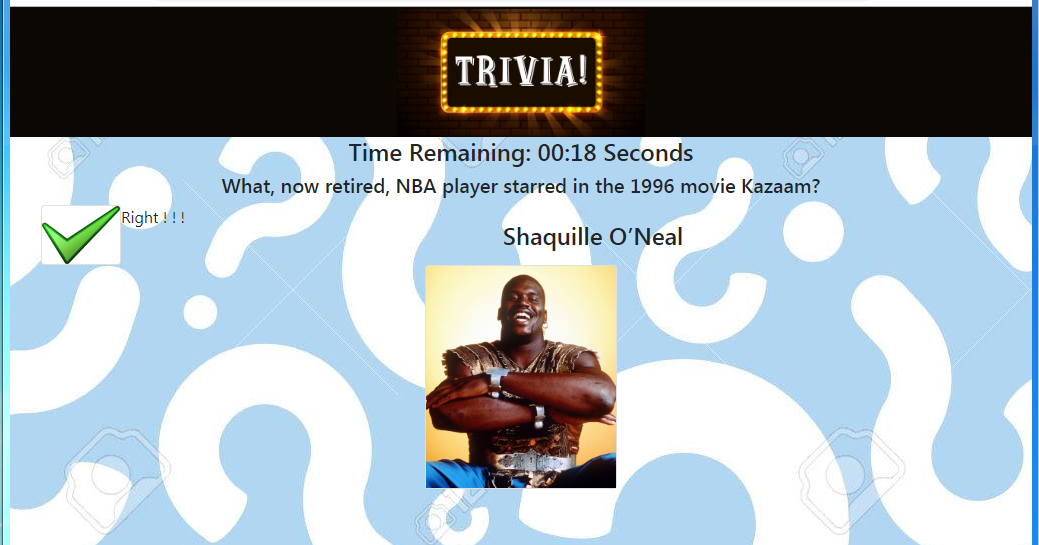 TRIVIA!
Time Remaining: 00:18 Seconds
What, now retired, NBA player starred in the 1996 movie Kazaam?
Right ! ! !
Shaquille O’Neal